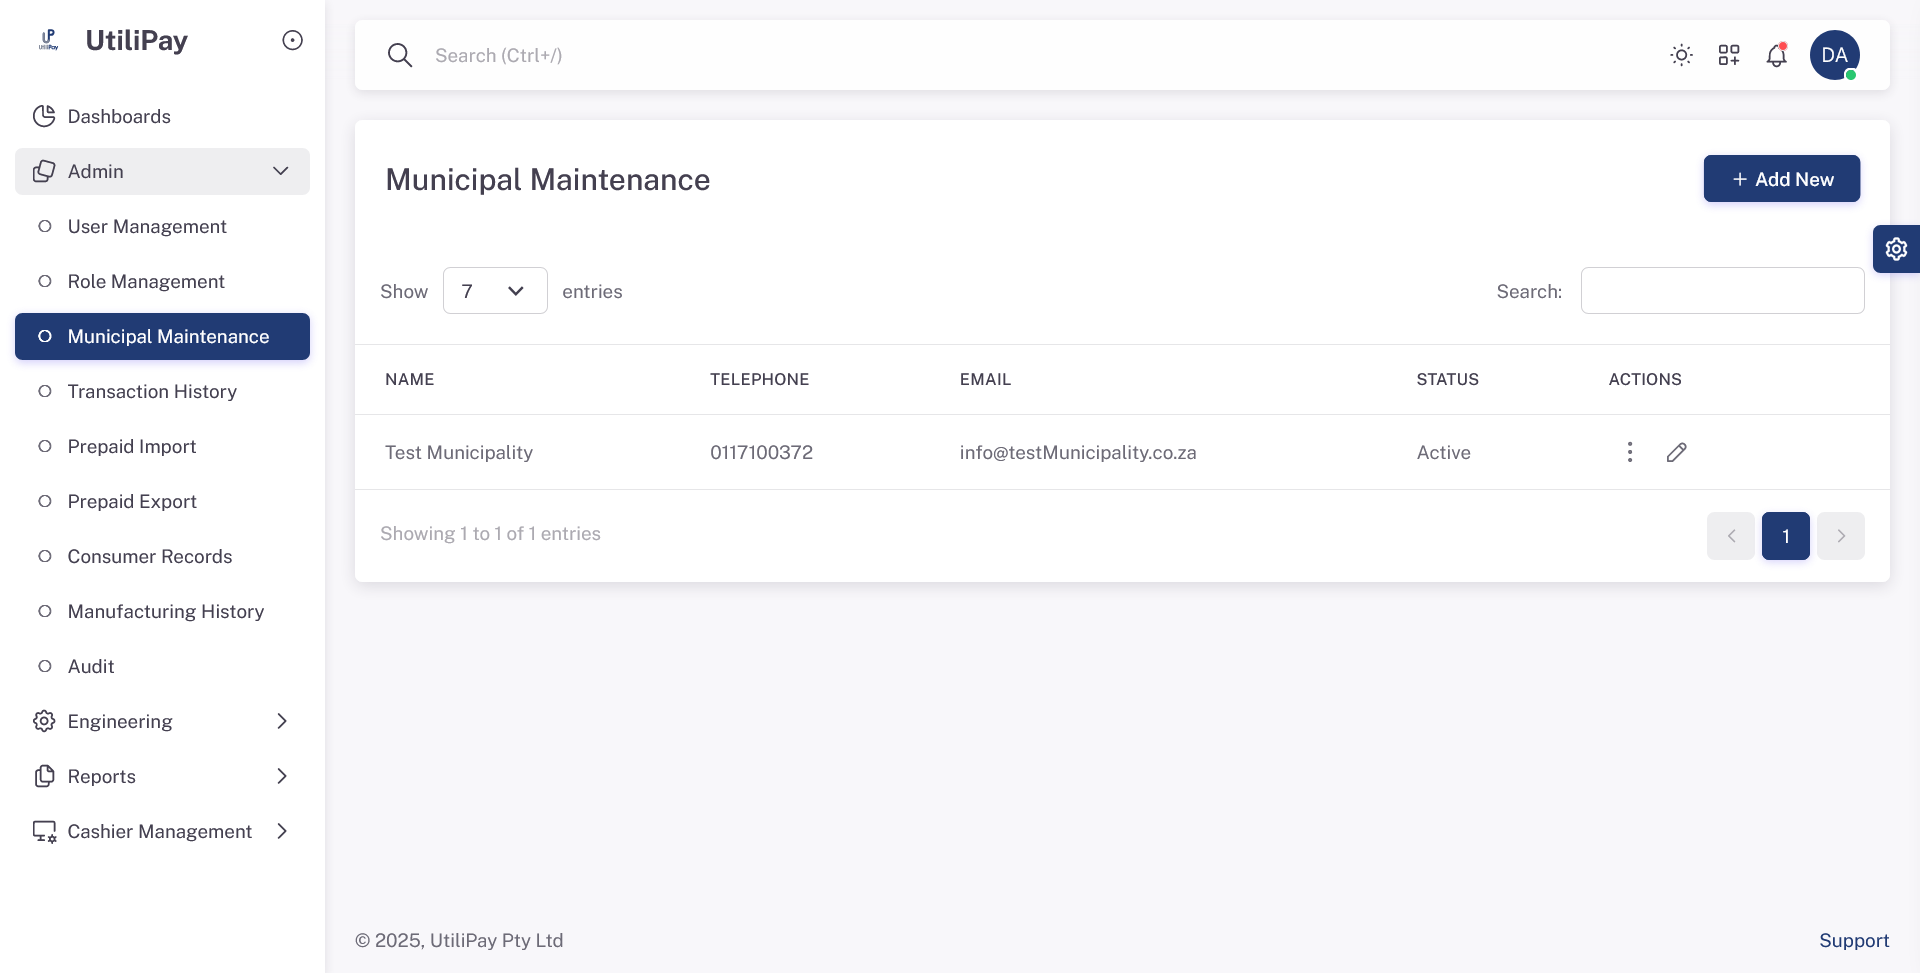 UP
UtiliPay
UtiliPay
Search (Ctrl+/)
DA
Dashboards
Admin
User Management
Role Management
Municipal Maintenance
Transaction History
Prepaid Import
Prepaid Export
Consumer Records
Manufacturing History
Audit
Engineering
Reports
Cashier Management
Municipal Maintenance
+ Add New
Show 7 entries
Search:
NAME TELEPHONE EMAIL STATUS ACTIONS
Test Municipality 0117100372 info@testMunicipality.co.za Active
Showing 1 to 1 of 1 entries
1
© 2025, UtiliPay Pty Ltd
Support